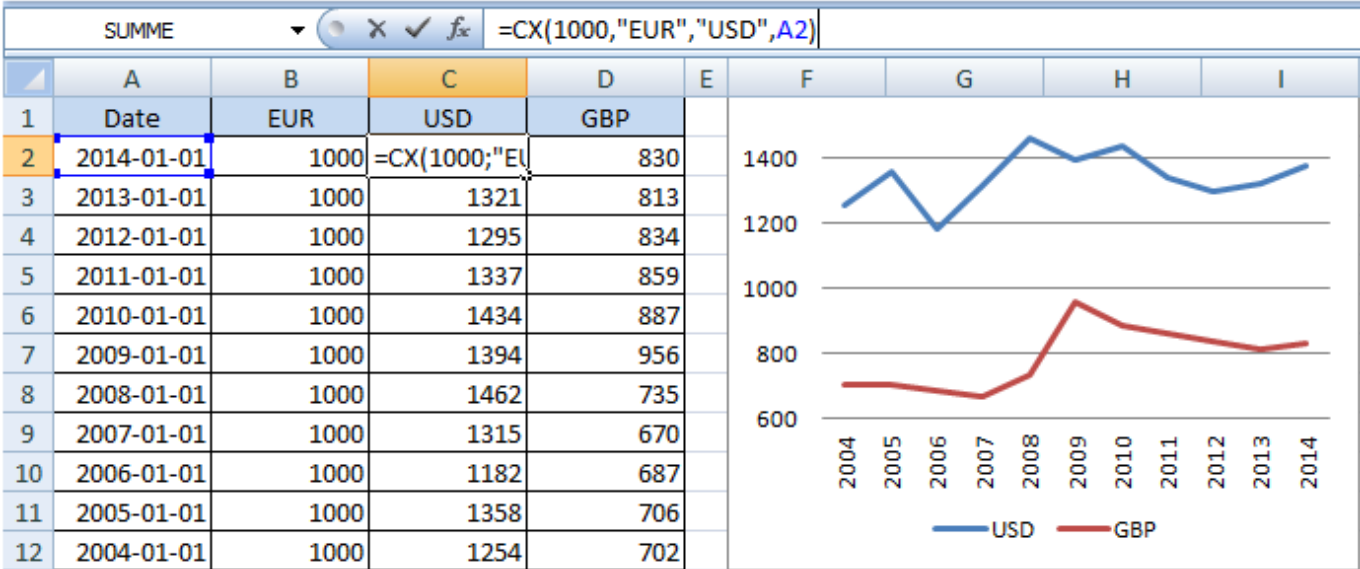 SUMME fx =CX(1000,"EUR","USD",A2)
A B C D E F G H I
1 Date EUR USD GBP
2 2014-01-01 1000 =CX(1000;"EU 830
3 2013-01-01 1000 1321 813
4 2012-01-01 1000 1295 834
5 2011-01-01 1000 1337 859
6 2010-01-01 1000 1434 887
7 2009-01-01 1000 1394 956
8 2008-01-01 1000 1462 735
9 2007-01-01 1000 1315 670
10 2006-01-01 1000 1182 687
11 2005-01-01 1000 1358 706
12 2004-01-01 1000 1254 702
1400
1200
1000
800
600
2004 2005 2006 2007 2008 2009 2010 2011 2012 2013 2014
USD GBP